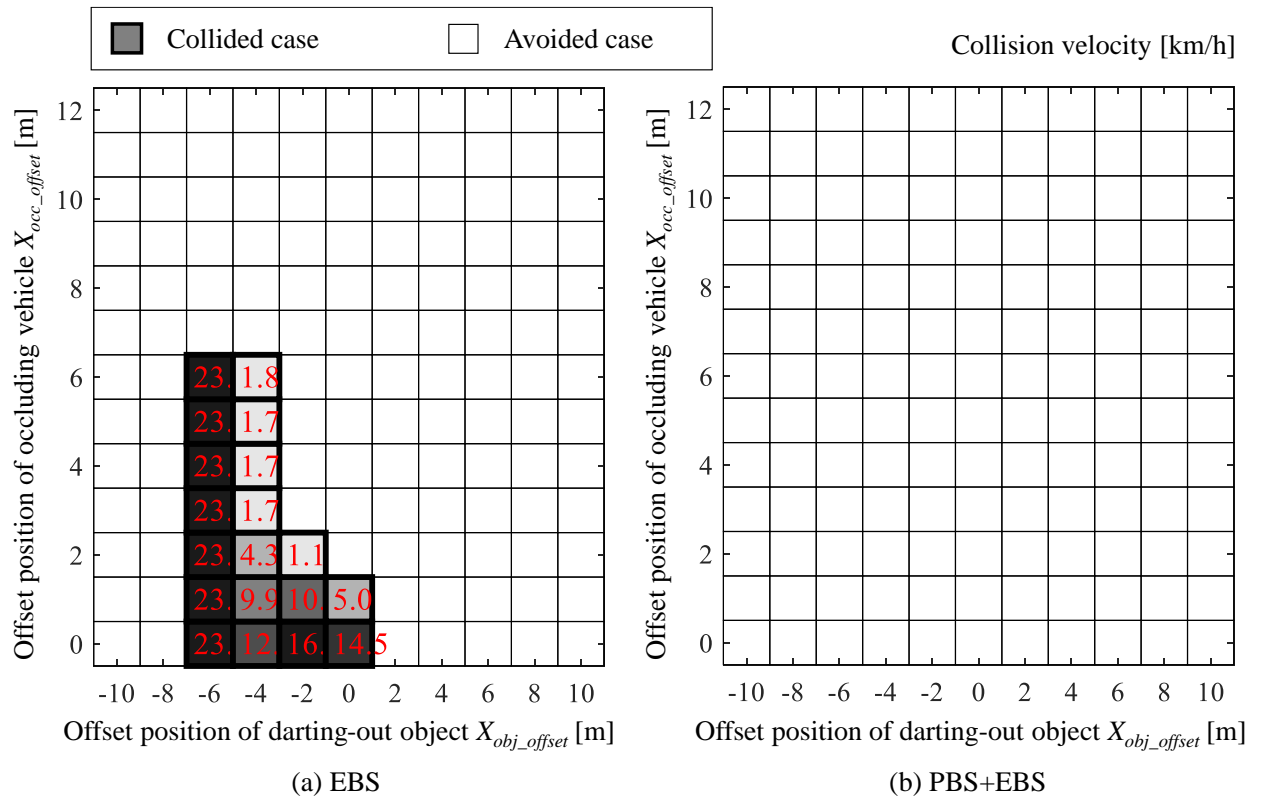 Collided case
Avoided case
Collision velocity [km/h]
Offset position of occluding vehicle X_occ_offset [m]
12
10
8
6
4
2
0
23. 1.8
23. 1.7
23. 1.7
23. 1.7
23. 4.3 1.1
23. 9.9 10. 5.0
23. 12. 16. 14.5
-10 -8 -6 -4 -2 0 2 4 6 8 10
Offset position of darting-out object X_obj_offset [m]
(a) EBS
Offset position of occluding vehicle X_occ_offset [m]
12
10
8
6
4
2
0
-10 -8 -6 -4 -2 0 2 4 6 8 10
Offset position of darting-out object X_obj_offset [m]
(b) PBS+EBS